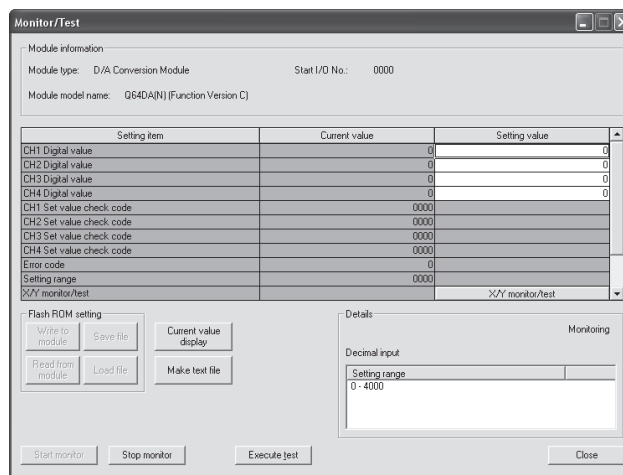 Monitor/Test
Module information
Module type: D/A Conversion Module Start I/O No.: 0000
Module model name: Q64DA(N) (Function Version C)
Setting item Current value Setting value
CH1 Digital value 0 0
CH2 Digital value 0 0
CH3 Digital value 0 0
CH4 Digital value 0 0
CH1 Set value check code 0000
CH2 Set value check code 0000
CH3 Set value check code 0000
CH4 Set value check code 0000
Error code 0
Setting range 0000
X/Y monitor/test X/Y monitor/test
Flash ROM setting
Write to
module
Save file
Current value
display
Read from
module
Load file
Make text file
Details
Monitoring
Decimal input
Setting range
0 - 4000
Start monitor Stop monitor Execute test Close